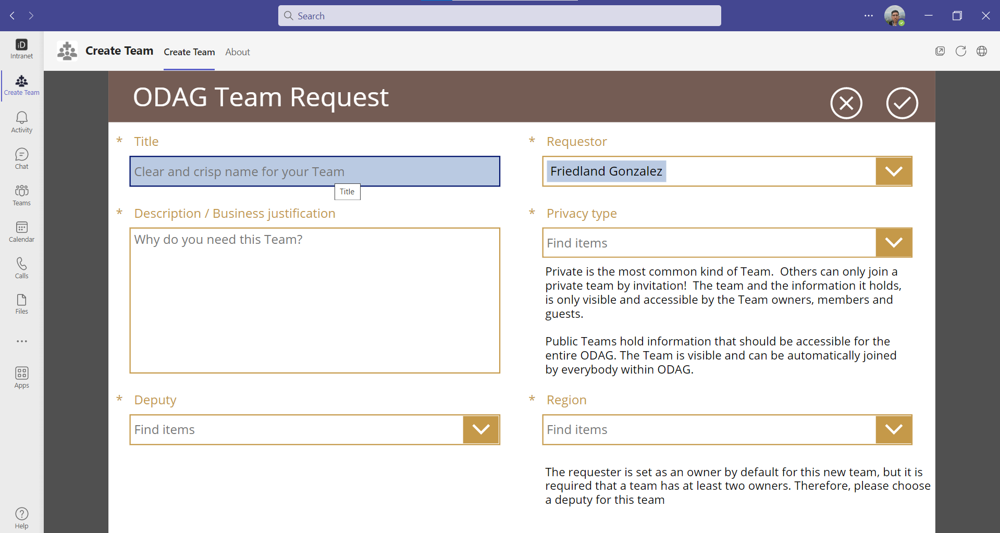 Search
iD
Intranet
Create Team
Activity
Chat
Teams
Calendar
Calls
Files
Apps
Help
Create Team
Create Team
About
ODAG Team Request
* Title
Clear and crisp name for your Team
Title
* Requestor
Friedland Gonzalez
* Description / Business justification
Why do you need this Team?
* Privacy type
Find items
Private is the most common kind of Team.  Others can only join a
private team by invitation!  The team and the information it holds,
is only visible and accessible by the Team owners, members and
guests.
Public Teams hold information that should be accessible for the
entire ODAG. The Team is visible and can be automatically joined
by everybody within ODAG.
* Deputy
Find items
* Region
Find items
The requester is set as an owner by default for this new team, but it is
required that a team has at least two owners. Therefore, please choose
a deputy for this team